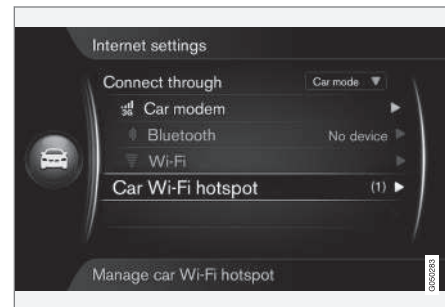 Internet settings
Connect through Car mode
3G Car modem
Bluetooth No device
Wi-Fi
Car Wi-Fi hotspot (1)
Manage car Wi-Fi hotspot
G050283